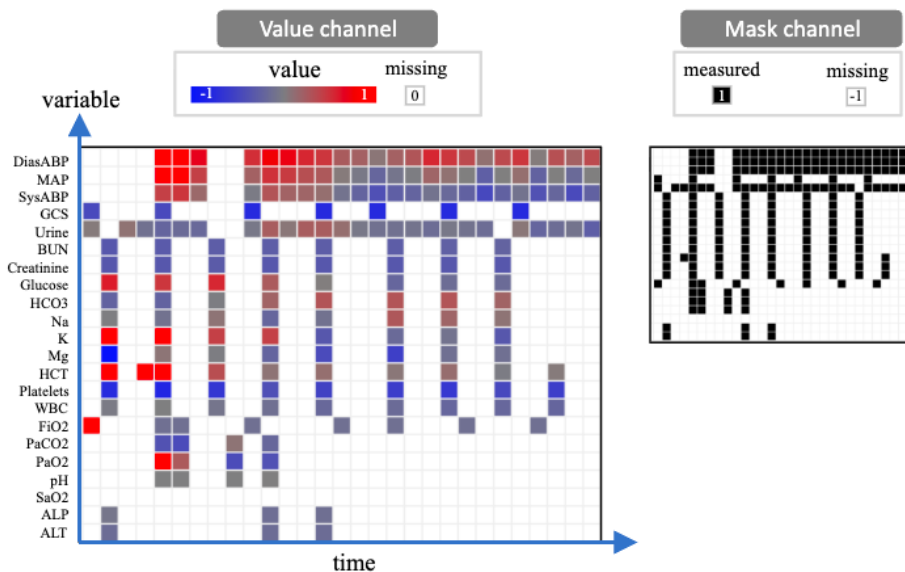 Value channel
Mask channel
value
missing
-1
1
0
measured
missing
1
-1
variable
DiasABP
MAP
SysABP
GCS
Urine
BUN
Creatinine
Glucose
HCO3
Na
K
Mg
HCT
Platelets
WBC
FiO2
PaCO2
PaO2
pH
SaO2
ALP
ALT
time